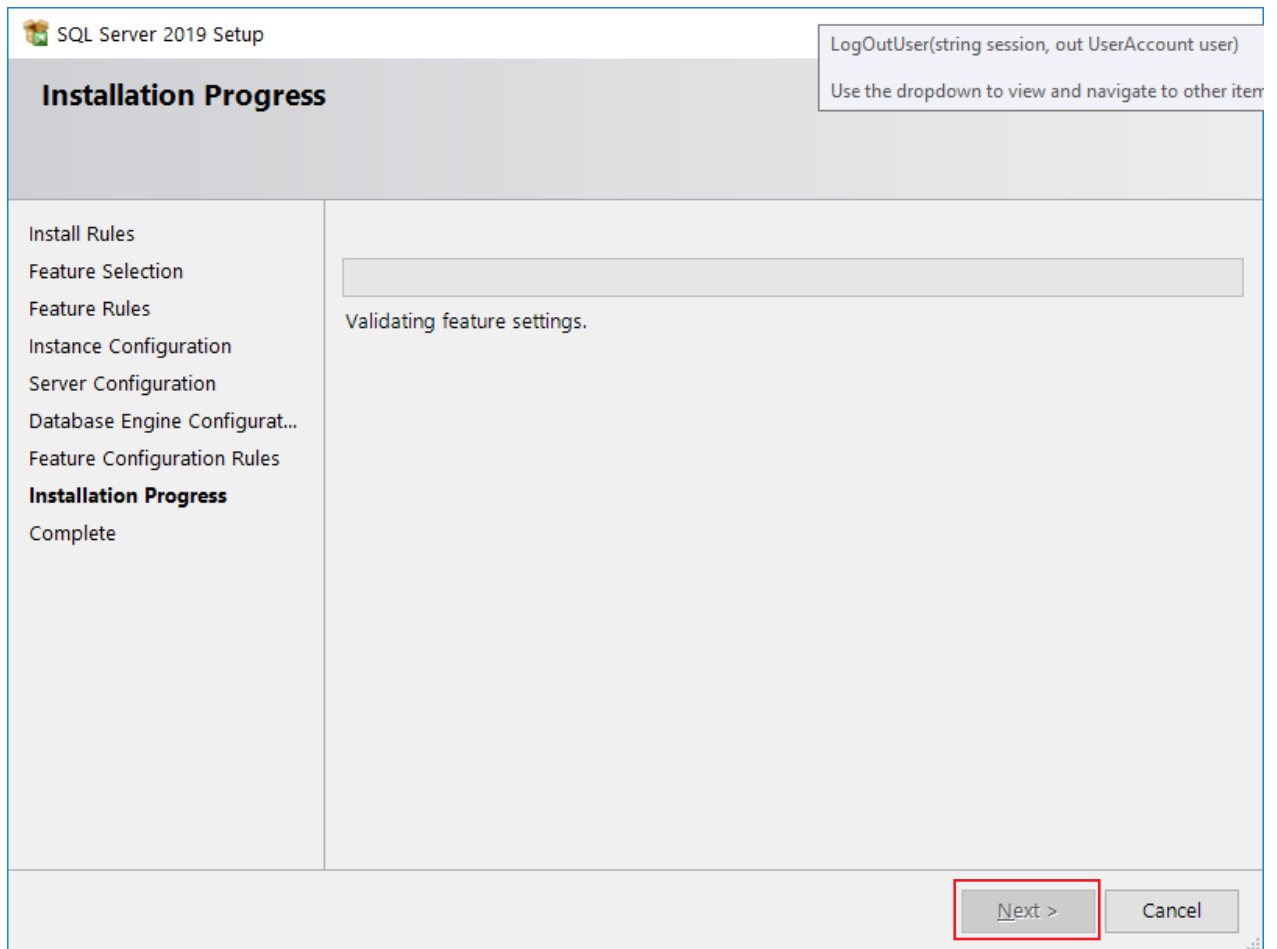 SQL Server 2019 Setup
LogOutUser(string session, out UserAccount user)
Use the dropdown to view and navigate to other item
Installation Progress
Install Rules
Feature Selection
Feature Rules
Instance Configuration
Server Configuration
Database Engine Configurat...
Feature Configuration Rules
Installation Progress
Complete
Validating feature settings.
Next >
Cancel